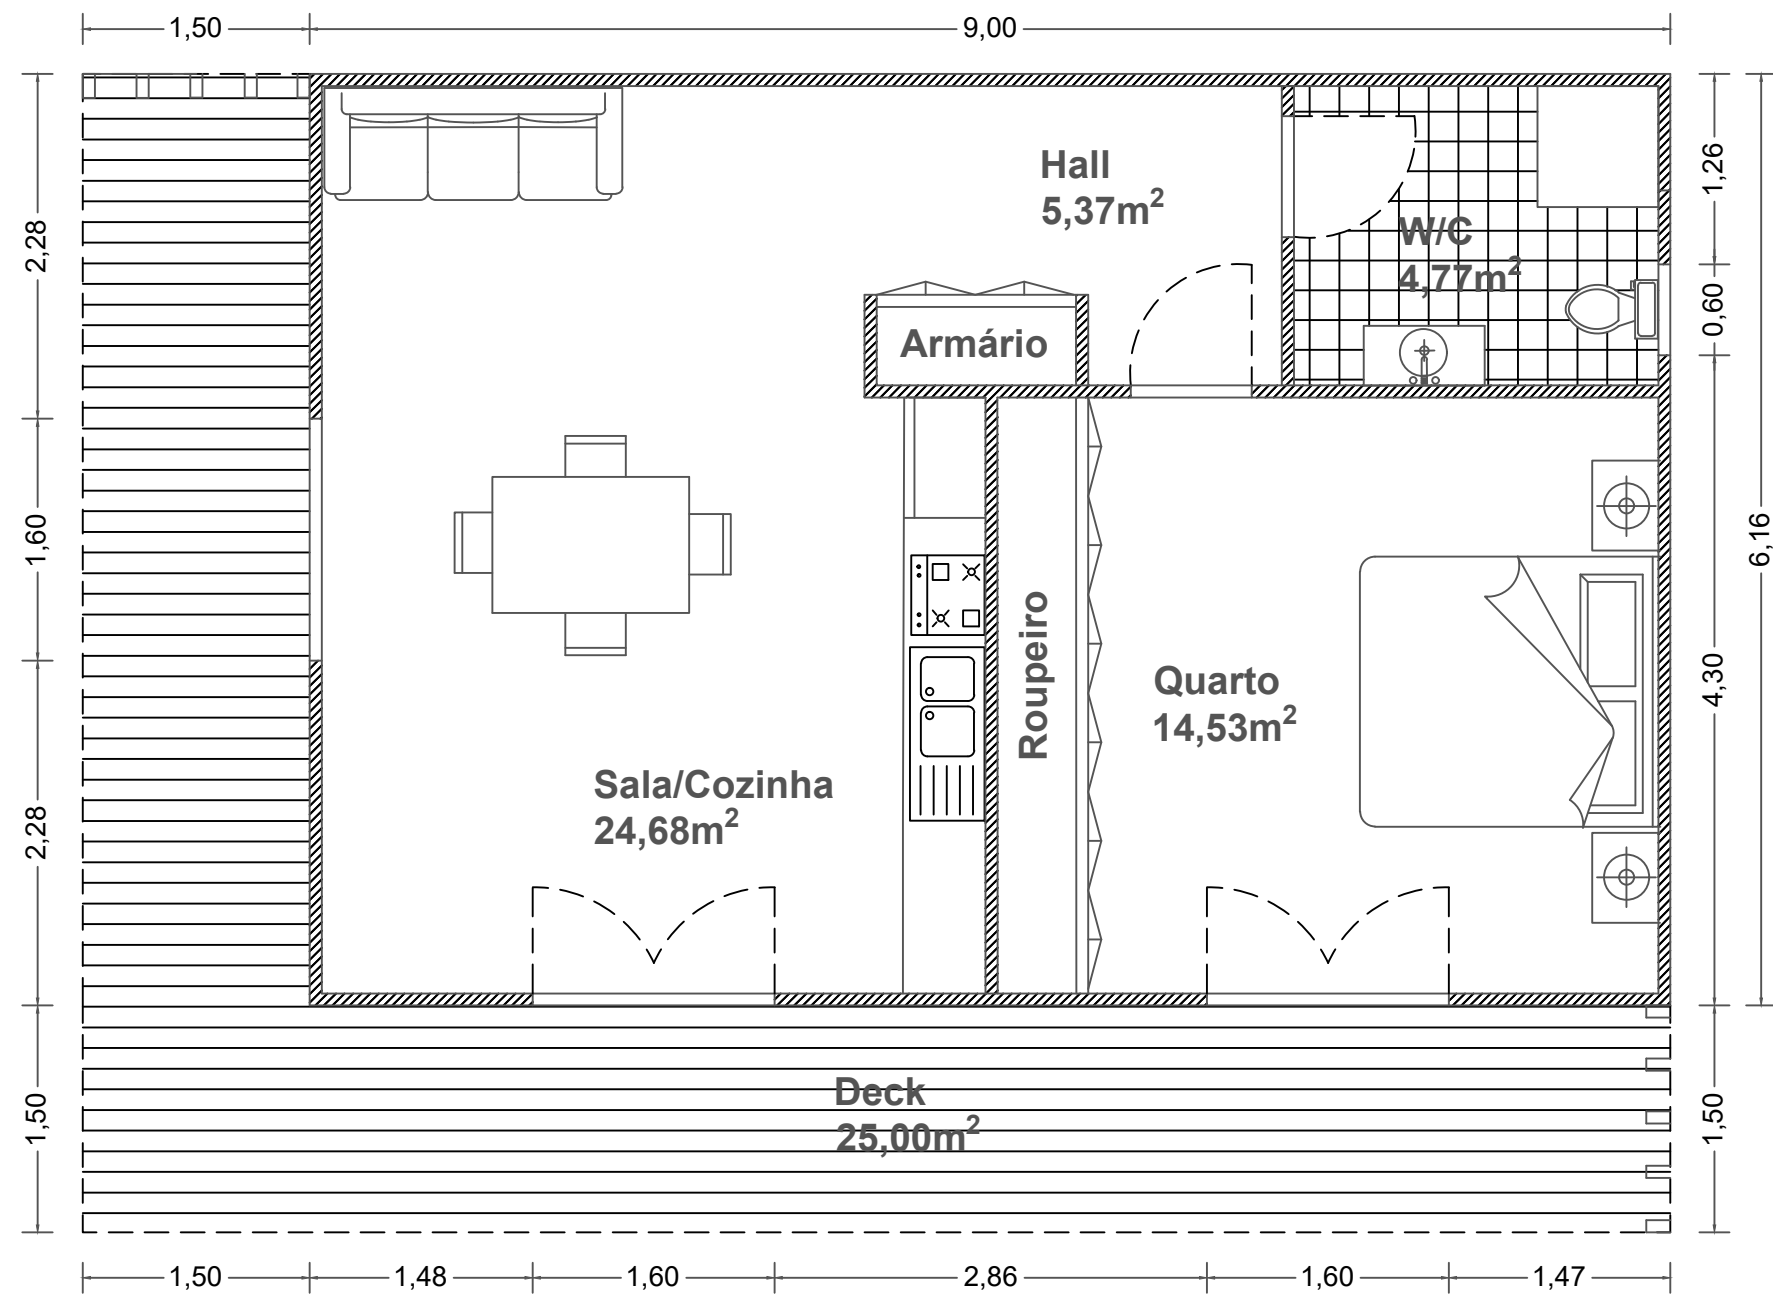 1,50
9,00
2,28
1,60
2,28
1,50
Hall
5,37m²
W/C
4,77m²
Armário
Roupeiro
Quarto
14,53m²
Sala/Cozinha
24,68m²
Deck
25,00m²
1,26
0,60
4,30
1,50
6,16
1,50
1,48
1,60
2,86
1,60
1,47